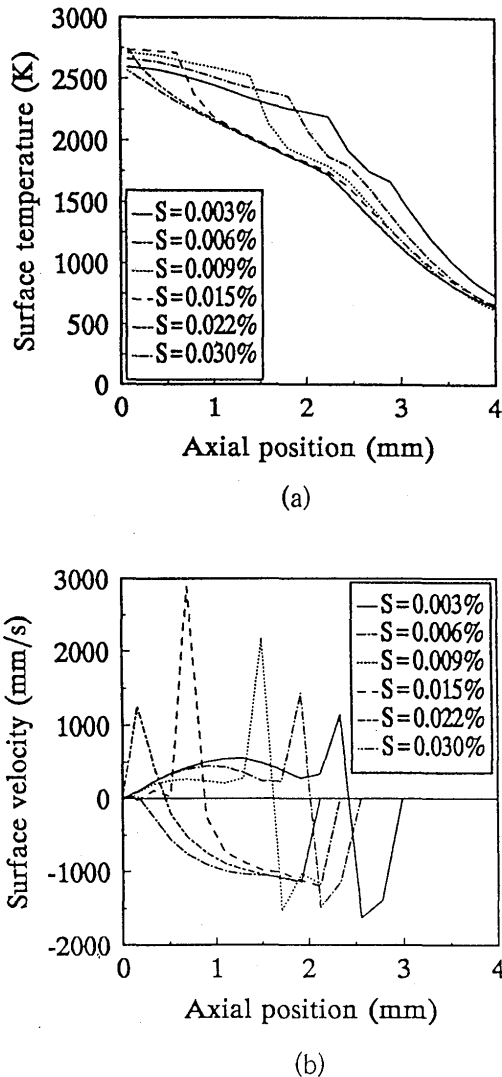 3000
2500
2000
1500
1000
500
0
Surface temperature (K)
S=0.003%
S=0.006%
S=0.009%
S=0.015%
S=0.022%
S=0.030%
0 1 2 3 4
Axial position (mm)
(a)
3000
2000
1000
0
-1000
-2000
Surface velocity (mm/s)
S=0.003%
S=0.006%
S=0.009%
S=0.015%
S=0.022%
S=0.030%
0 1 2 3 4
Axial position (mm)
(b)